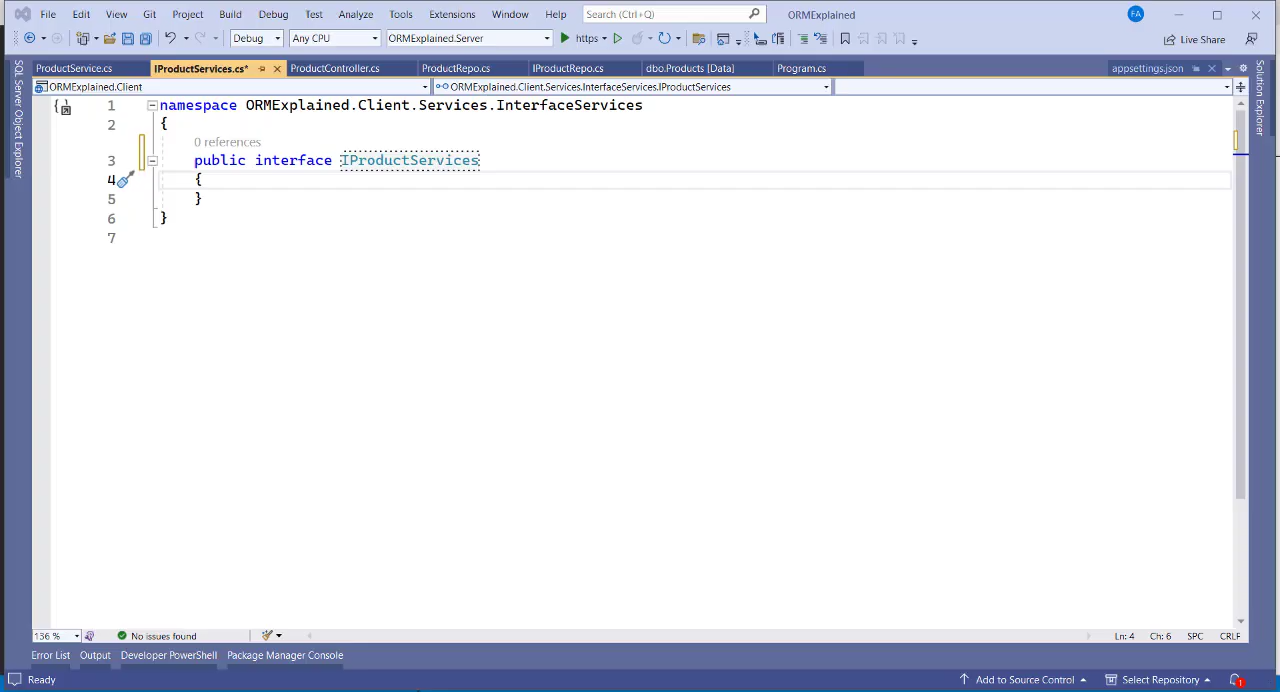 File Edit View Git Project Build Debug Test Analyze Tools Extensions Window Help Search (Ctrl+Q) ORMExplained FA
Debug Any CPU ORMExplained.Server https Live Share
ProductService.cs IProductServices.cs* ProductController.cs ProductRepo.cs IProductRepo.cs dbo.Products [Data] Program.cs appsettings.json
ORMExplained.Client ORMExplained.Client.Services.InterfaceServices.IProductServices
SQL Server Object Explorer
Solution Explorer
1 namespace ORMExplained.Client.Services.InterfaceServices
2 {
0 references
3 public interface IProductServices
4 {
5 }
6 }
7
136 % No issues found Ln: 4 Ch: 6 SPC CRLF
Error List Output Developer PowerShell Package Manager Console
Ready Add to Source Control Select Repository 1